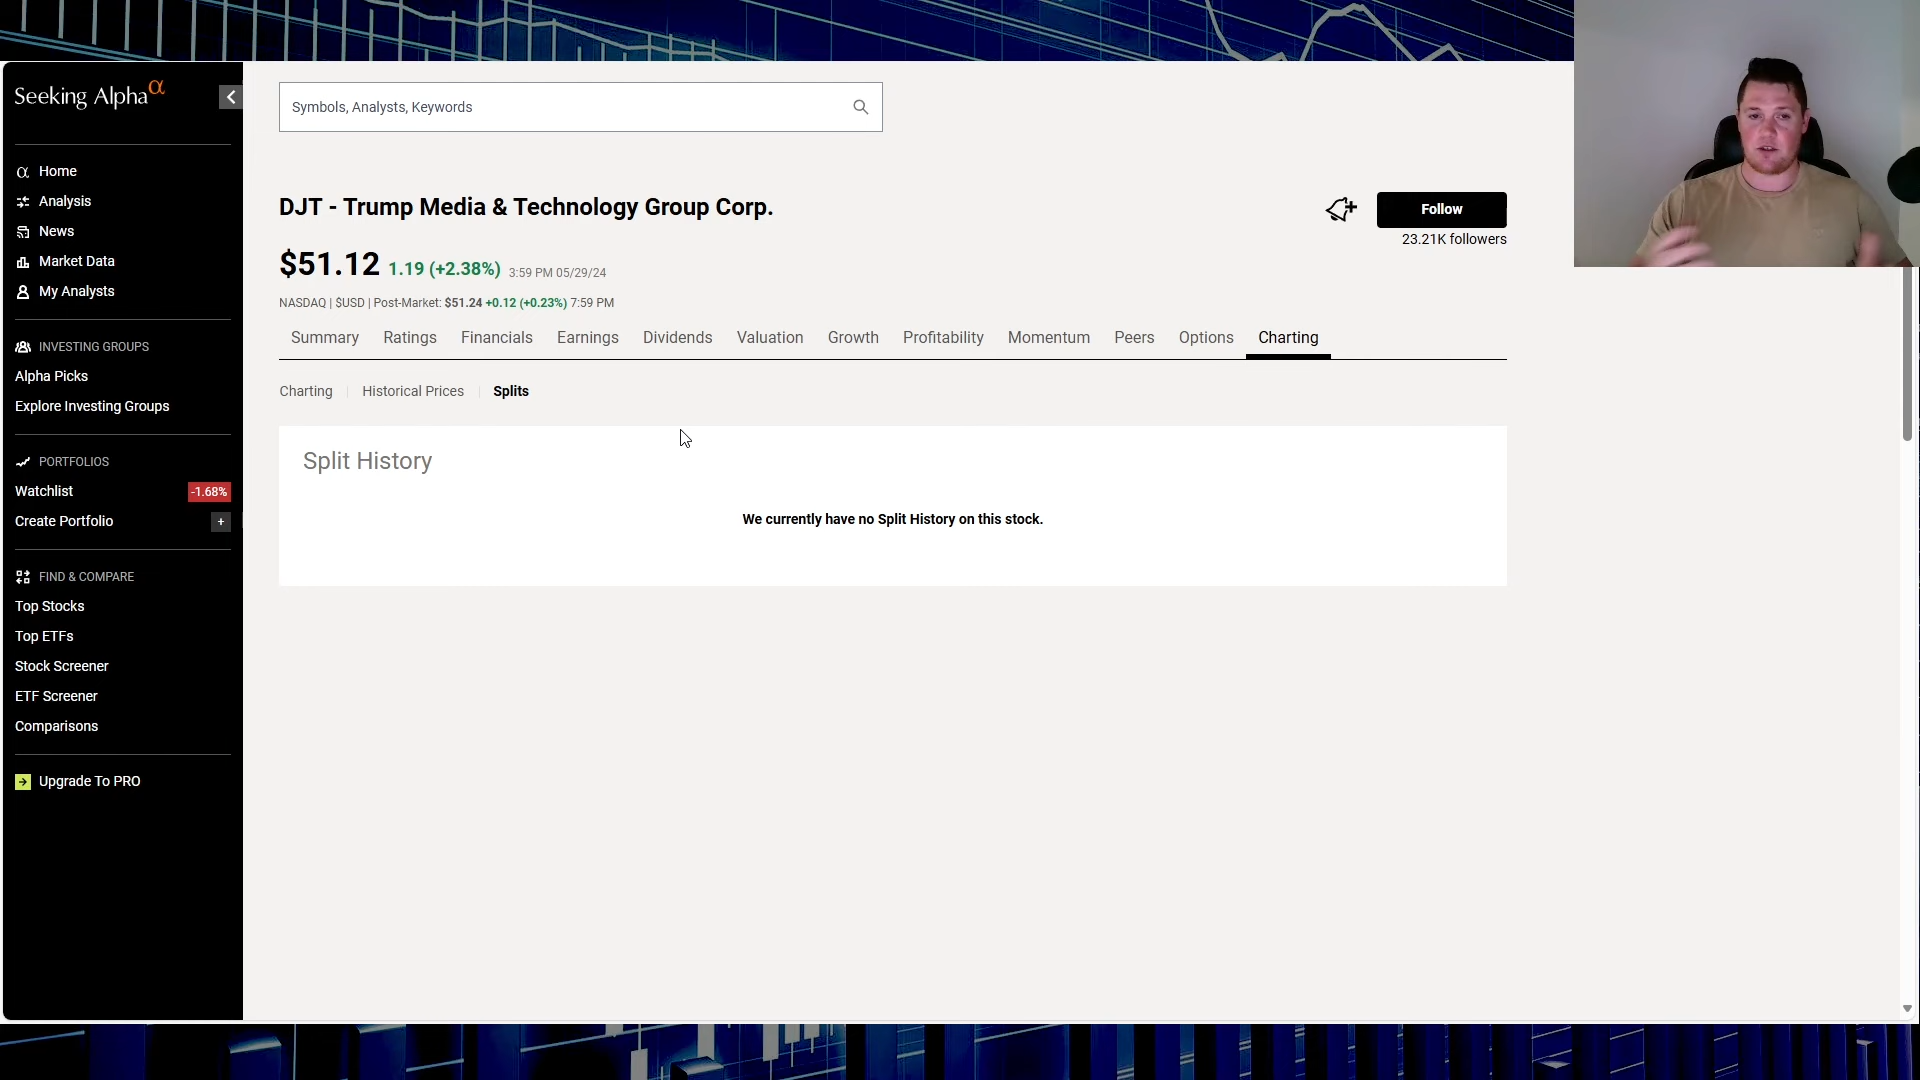 Seeking Alpha α
Home
Analysis
News
Market Data
My Analysts
INVESTING GROUPS
Alpha Picks
Explore Investing Groups
PORTFOLIOS
Watchlist -1.68%
Create Portfolio +
FIND & COMPARE
Top Stocks
Top ETFs
Stock Screener
ETF Screener
Comparisons
Upgrade To PRO
Symbols, Analysts, Keywords
DJT - Trump Media & Technology Group Corp.
Follow
23.21K followers
$51.12 1.19 (+2.38%) 3:59 PM 05/29/24
NASDAQ | $USD | Post-Market: $51.24 +0.12 (+0.23%) 7:59 PM
Summary Ratings Financials Earnings Dividends Valuation Growth Profitability Momentum Peers Options Charting
Charting | Historical Prices | Splits
Split History
We currently have no Split History on this stock.